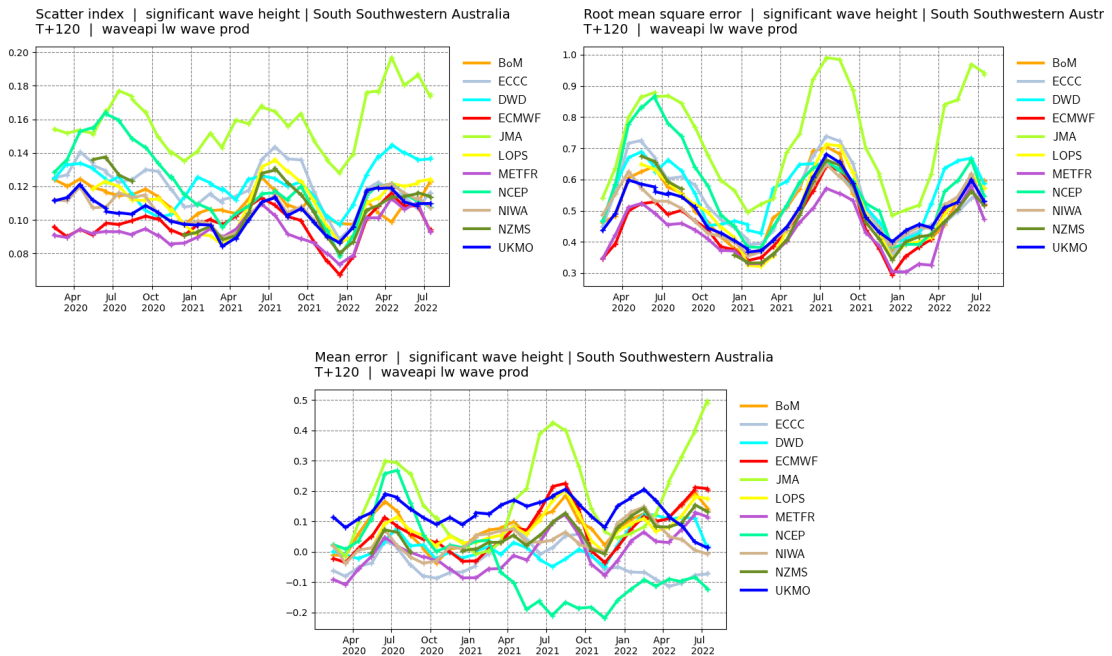 Scatter index | significant wave height | South Southwestern Australia
T+120 | waveapi lw wave prod
0.20
0.18
0.16
0.14
0.12
0.10
0.08
Apr 2020
Jul 2020
Oct 2020
Jan 2021
Apr 2021
Jul 2021
Oct 2021
Jan 2022
Apr 2022
Jul 2022
BoM
ECCC
DWD
ECMWF
JMA
LOPS
METFR
NCEP
NIWA
NZMS
UKMO
Root mean square error | significant wave height | South Southwestern Austr
T+120 | waveapi lw wave prod
1.0
0.9
0.8
0.7
0.6
0.5
0.4
0.3
Apr 2020
Jul 2020
Oct 2020
Jan 2021
Apr 2021
Jul 2021
Oct 2021
Jan 2022
Apr 2022
Jul 2022
BoM
ECCC
DWD
ECMWF
JMA
LOPS
METFR
NCEP
NIWA
NZMS
UKMO
Mean error | significant wave height | South Southwestern Australia
T+120 | waveapi lw wave prod
0.5
0.4
0.3
0.2
0.1
0.0
−0.1
−0.2
Apr 2020
Jul 2020
Oct 2020
Jan 2021
Apr 2021
Jul 2021
Oct 2021
Jan 2022
Apr 2022
Jul 2022
BoM
ECCC
DWD
ECMWF
JMA
LOPS
METFR
NCEP
NIWA
NZMS
UKMO